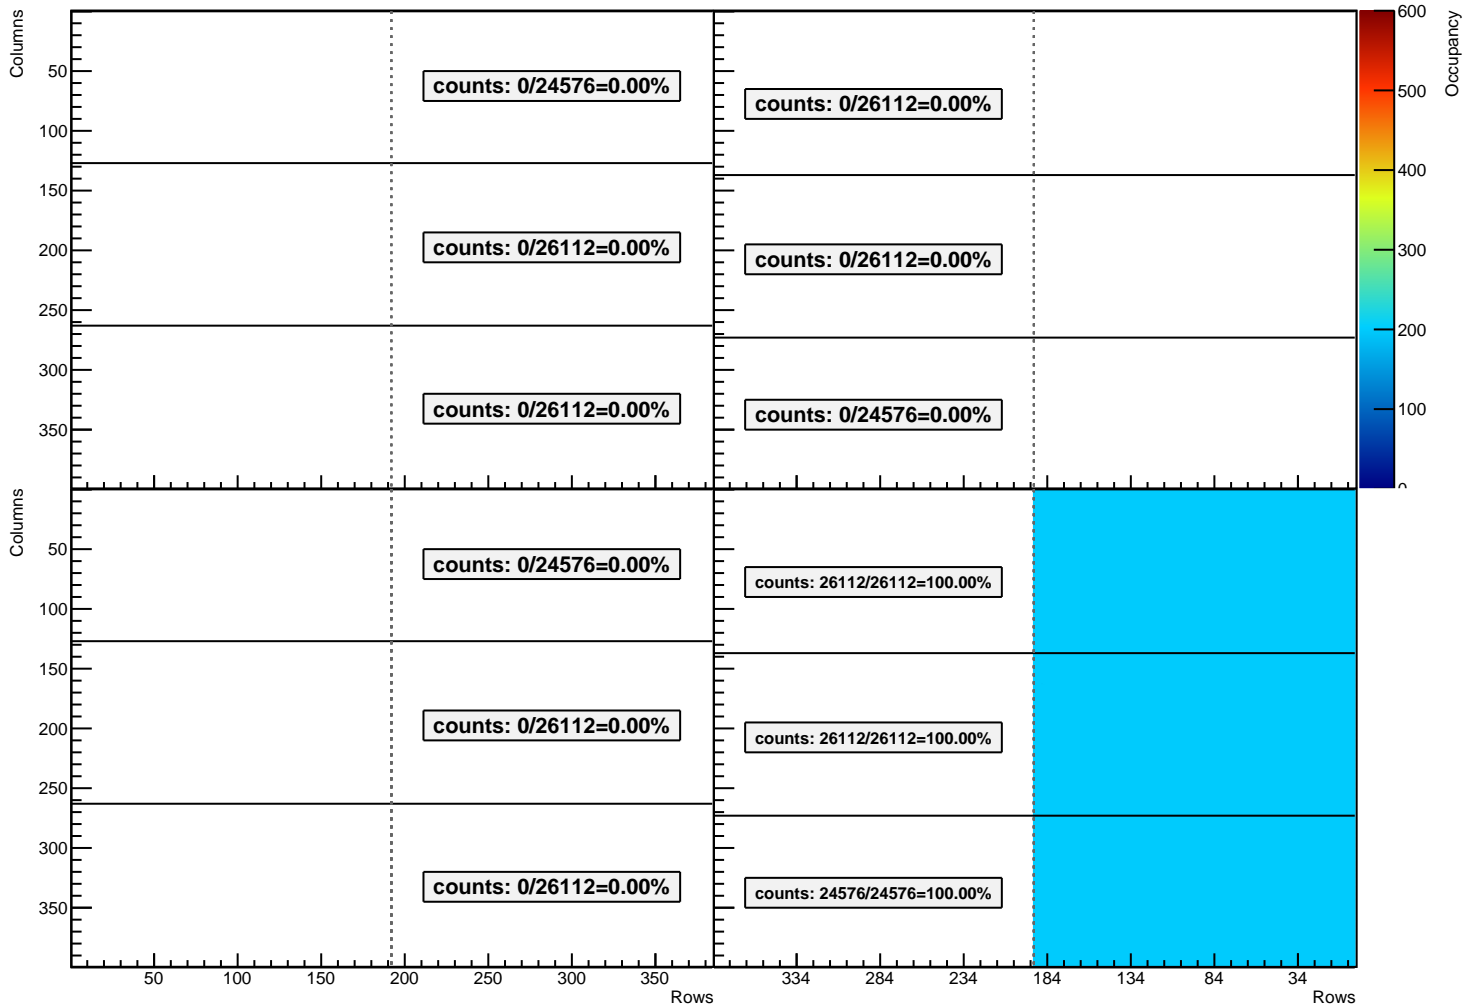 Columns
50
100
150
200
250
300
350
counts: 0/24576=0.00%
counts: 0/26112=0.00%
counts: 0/26112=0.00%
counts: 0/26112=0.00%
counts: 0/26112=0.00%
counts: 0/24576=0.00%
600
500
400
300
200
100
0
Occupancy
Columns
50
100
150
200
250
300
350
counts: 0/24576=0.00%
counts: 0/26112=0.00%
counts: 0/26112=0.00%
counts: 26112/26112=100.00%
counts: 26112/26112=100.00%
counts: 24576/24576=100.00%
50 100 150 200 250 300 350
Rows
334 284 234 184 134 84 34
Rows